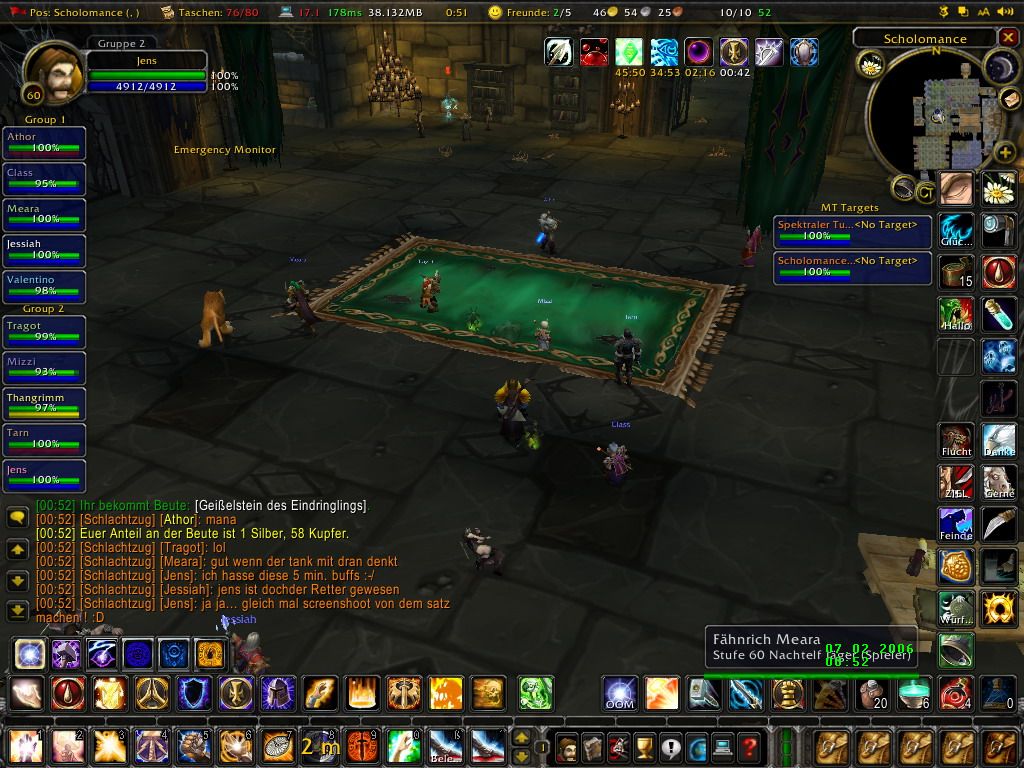 Pos: Scholomance (, ) Taschen: 76/80 17.1 178ms 38.132MB 0:51 Freunde: 2/5 46 54 25 10/10 52
Gruppe 2
Jens
100%
4912/4912 100%
60
Scholomance
N
45:50 34:53 02:16 00:42
Emergency Monitor
Group 1
Athor
100%
Class
95%
Meara
100%
Jessiah
100%
Valentino
98%
Group 2
Tragot
99%
Mizzi
93%
Thangrimm
97%
Tarn
100%
Jens
100%
MT Targets
Spektraler Tu...<No Target>
100%
Scholomance...<No Target>
100%
CT
Class
15
Hallo
Flucht
Danke
Gerne
Feinde
[00:52] Ihr bekommt Beute: [Geißelstein des Eindringlings].
[00:52] [Schlachtzug] [Athor]: mana
[00:52] Euer Anteil an der Beute ist 1 Silber, 58 Kupfer.
[00:52] [Schlachtzug] [Tragot]: lol
[00:52] [Schlachtzug] [Meara]: gut wenn der tank mit dran denkt
[00:52] [Schlachtzug] [Jens]: ich hasse diese 5 min. buffs :-/
[00:52] [Schlachtzug] [Jessiah]: jens ist dochder Retter gewesen
[00:52] [Schlachtzug] [Jens]: ja ja... gleich mal screenshoot von dem satz
machen!! :D
Jessiah
Fähnrich Meara
Stufe 60 Nachtelf Jäger (Spieler)
07 02 2006
00:52
OOM
20
6
4
0
2 m
Bele...